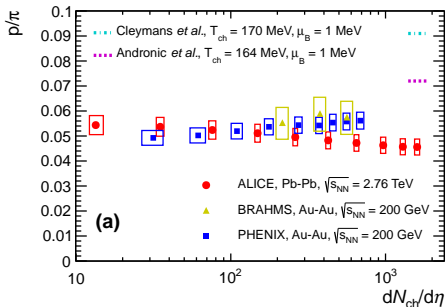 p/π
0.1
0.09
0.08
0.07
0.06
0.05
0.04
0.03
0.02
0.01
0
Cleymans et al., T_ch = 170 MeV, μ_B = 1 MeV
Andronic et al., T_ch = 164 MeV, μ_B = 1 MeV
(a)
ALICE, Pb-Pb, √s_NN = 2.76 TeV
BRAHMS, Au-Au, √s_NN = 200 GeV
PHENIX, Au-Au, √s_NN = 200 GeV
10 10² 10³
dN_ch/dη